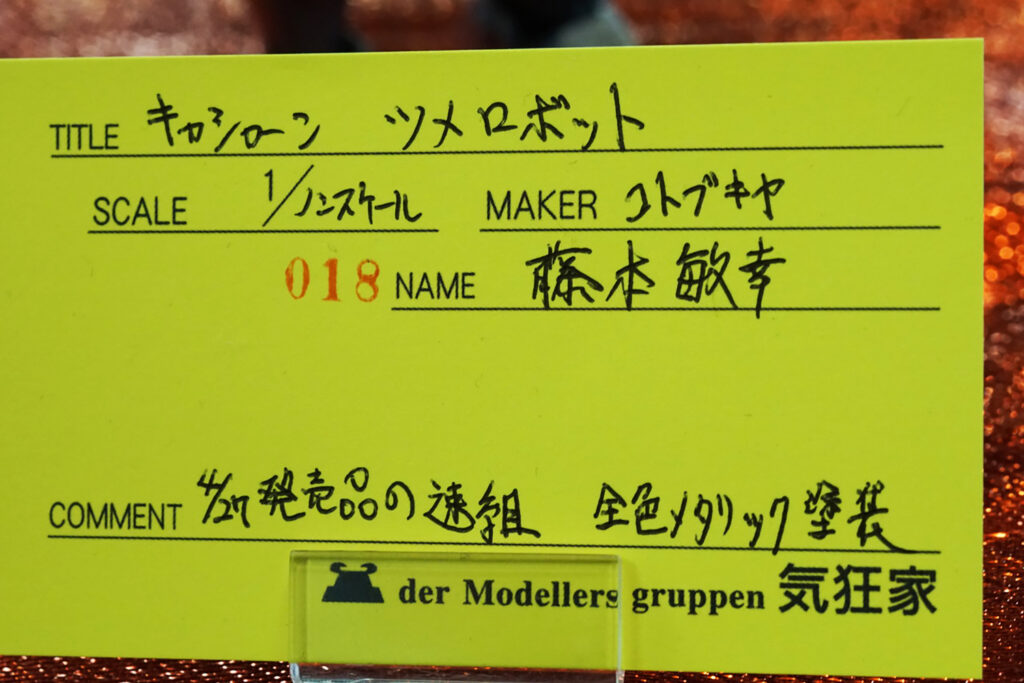 TITLE キャシャーン ツメロボット
SCALE 1/ノンスケール MAKER コトブキヤ
018 NAME 藤本敏幸
COMMENT 4/27発売品の速組 全色メタリック塗装
der Modellers gruppen 気狂家